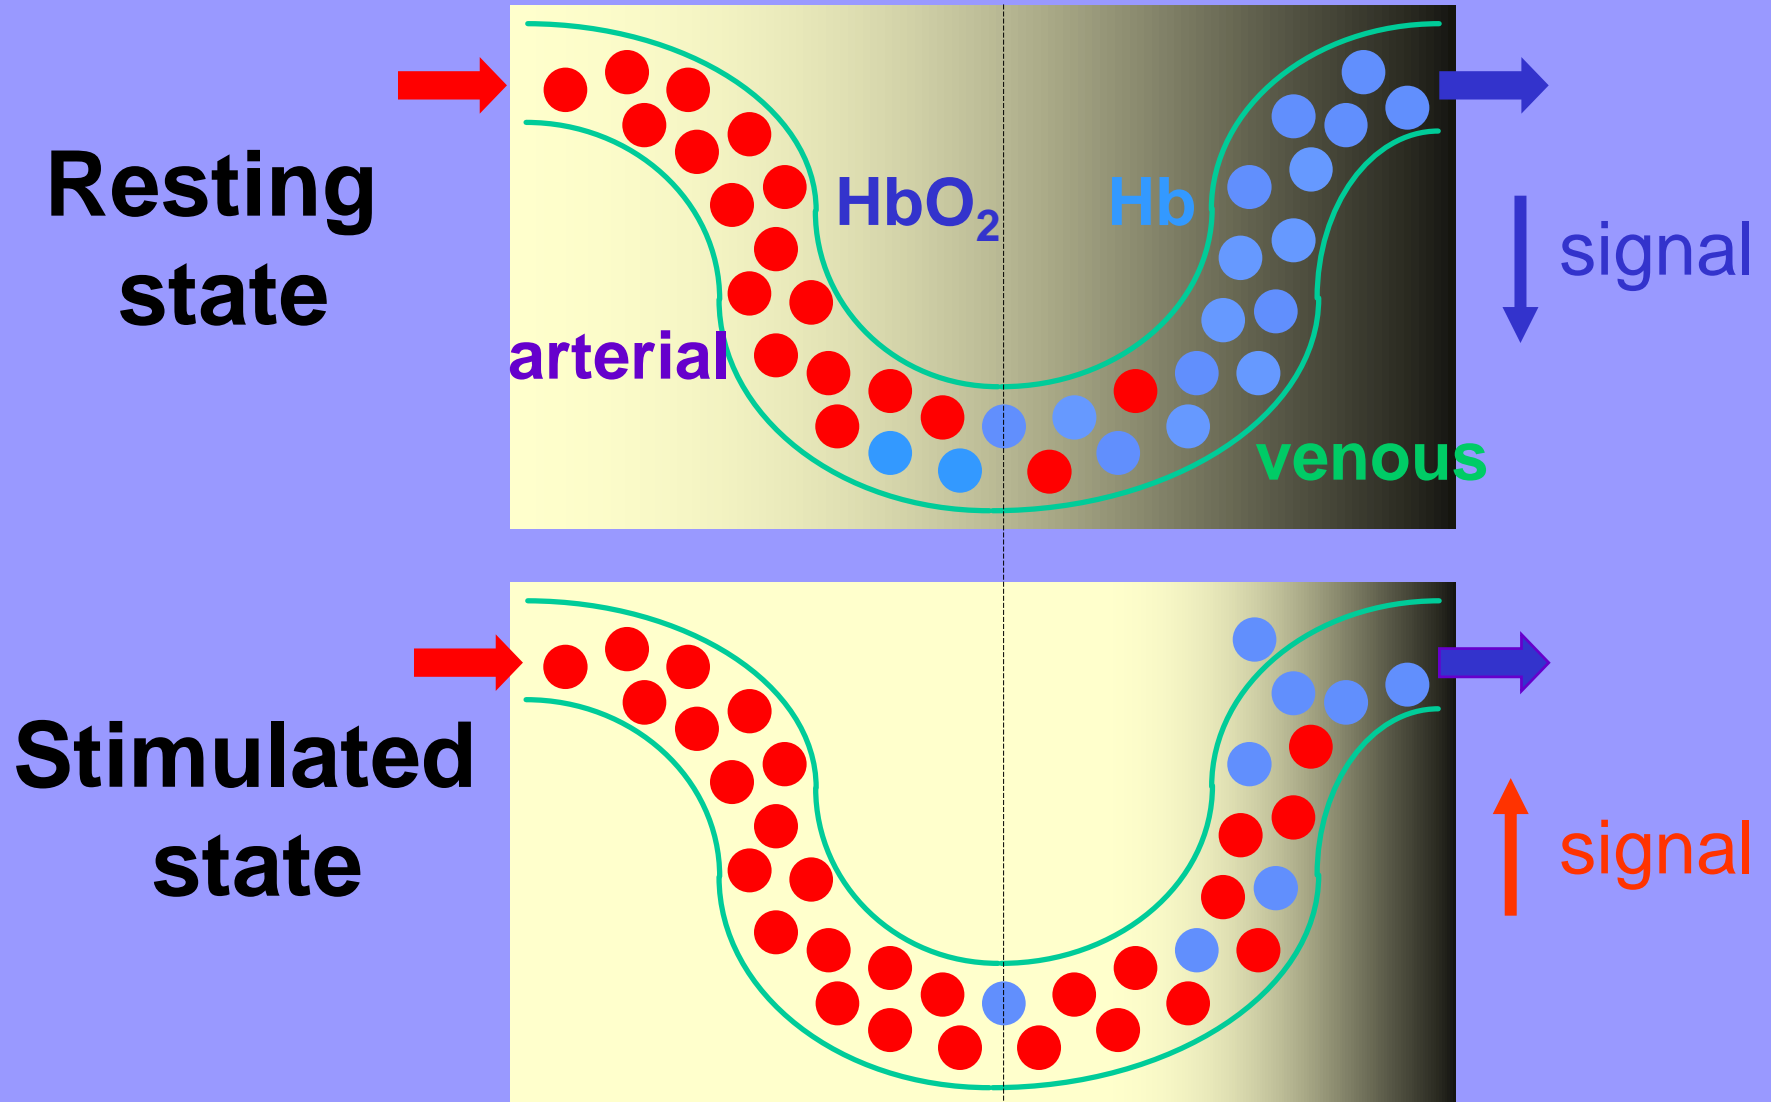 Resting
state
HbO₂
Hb
signal
arterial
venous
Stimulated
state
signal